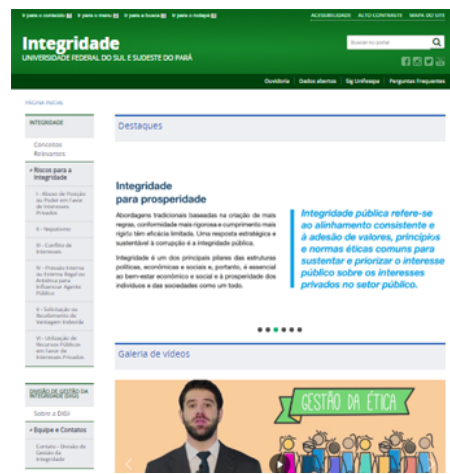 Ir para o conteúdo 1 Ir para o menu 2 Ir para a busca 3 Ir para o rodapé 4
ACESSIBILIDADE ALTO CONTRASTE MAPA DO SITE
Integridade
UNIVERSIDADE FEDERAL DO SUL E SUDESTE DO PARÁ
Buscar no portal
Ouvidoria Dados abertos Sig Unifesspa Perguntas Frequentes
PÁGINA INICIAL
INTEGRIDADE
Conceitos
Relevantes
Riscos para a
Integridade
I - Abuso de Posição
ou Poder em Favor
de Interesses
Privados
II - Nepotismo
III - Conflito de
Interesses
IV - Pressão Interna
ou Externa Ilegal ou
Antiética para
Influenciar Agente
Público
V - Solicitação ou
Recebimento de
Vantagem Indevida
VI - Utilização de
Recursos Públicos
em Favor de
Interesses Privados
DIVISÃO DE GESTÃO DA
INTEGRIDADE (DIGI)
Sobre a DIGI
Equipe e Contatos
Contato - Divisão de
Gestão da
Integridade
Destaques
Integridade
para prosperidade
Abordagens tradicionais baseadas na criação de mais
regras, conformidade mais rigorosa e cumprimento mais
rígido têm eficácia limitada. Uma resposta estratégica e
sustentável à corrupção é a integridade pública.
Integridade é um dos principais pilares das estruturas
políticas, econômicas e sociais e, portanto, é essencial
ao bem-estar econômico e social e à prosperidade dos
indivíduos e das sociedades como um todo.
Integridade pública refere-se
ao alinhamento consistente e
à adesão de valores, princípios
e normas éticas comuns para
sustentar e priorizar o interesse
público sobre os interesses
privados no setor público.
Galeria de vídeos
GESTÃO DA ÉTICA